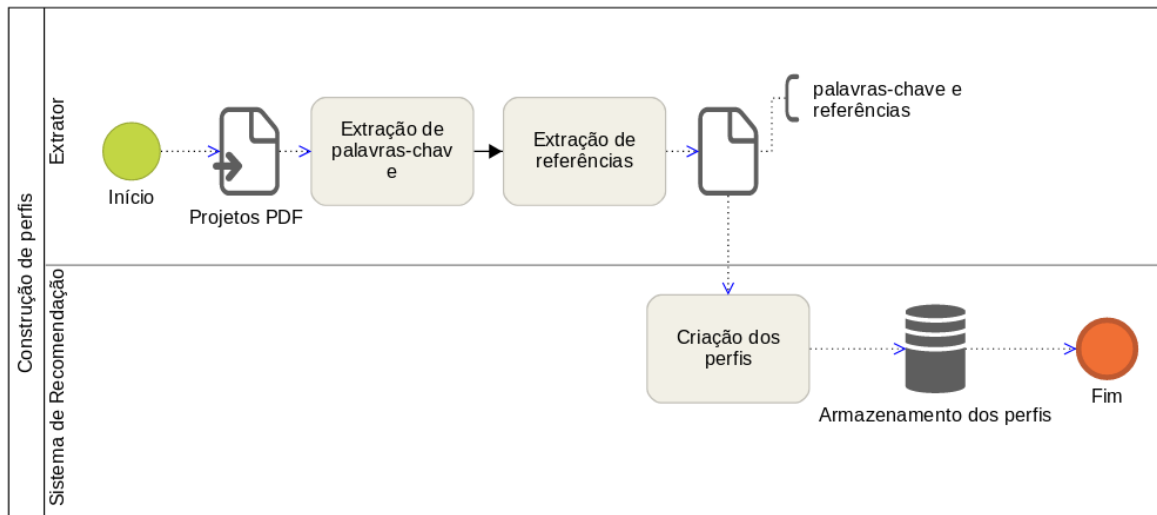 Construção de perfis
Extrator
Início
Projetos PDF
Extração de
palavras-chav
e
Extração de
referências
palavras-chave e
referências
Sistema de Recomendação
Criação dos
perfis
Armazenamento dos perfis
Fim